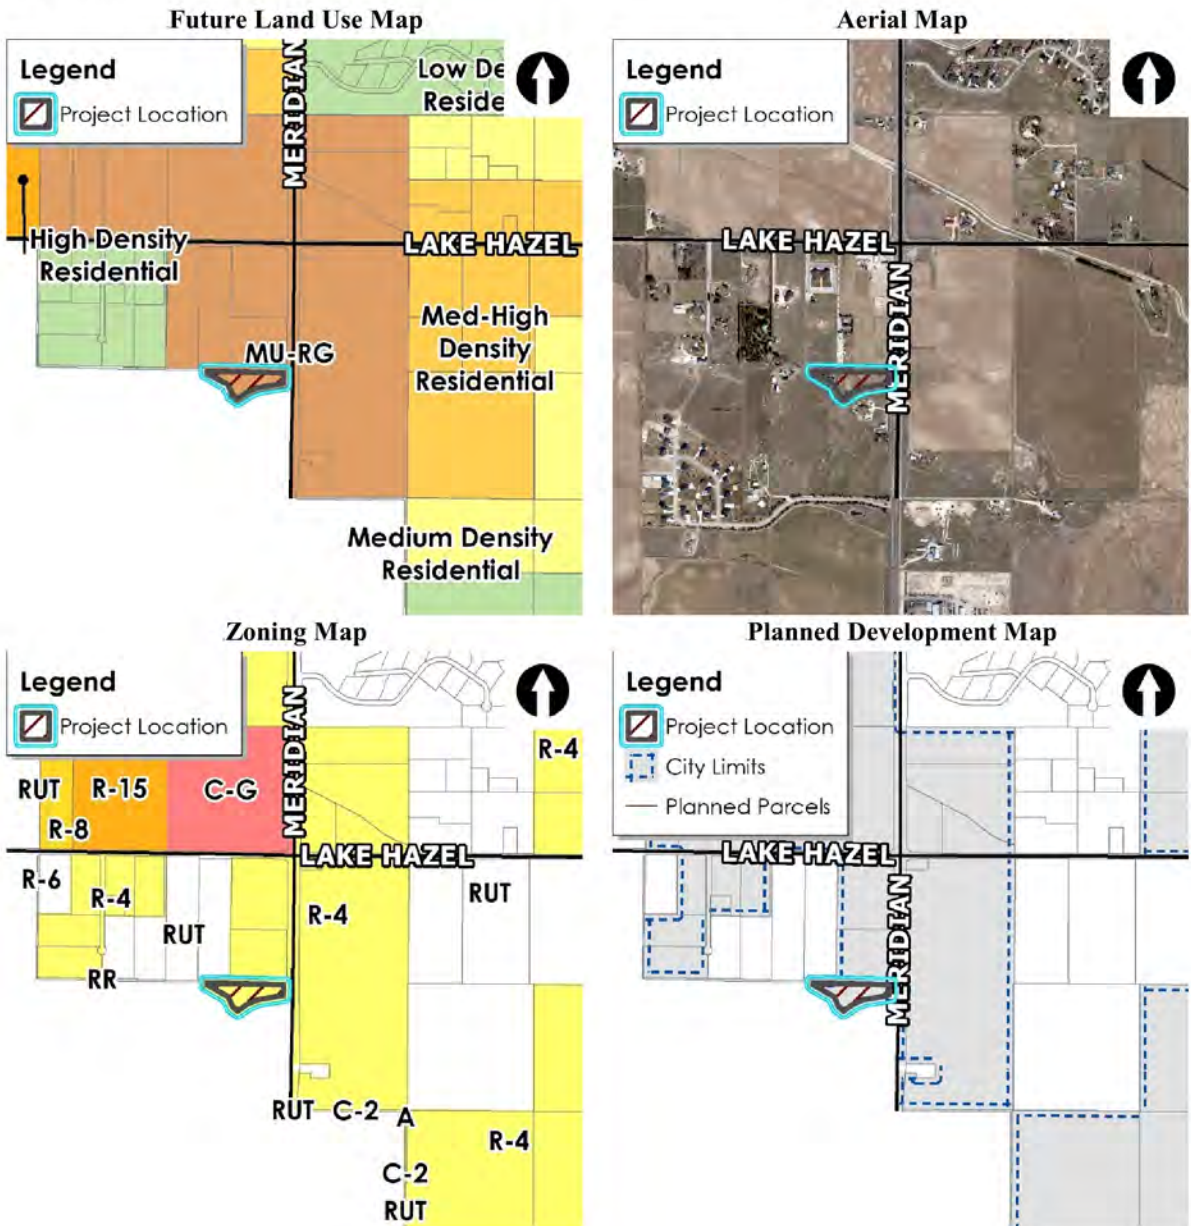 Future Land Use Map
Legend
Project Location
MERIDIAN
Low De
Reside
High Density
Residential
LAKE HAZEL
MU-RG
Med-High
Density
Residential
Medium Density
Residential
Aerial Map
Legend
Project Location
LAKE HAZEL
MERIDIAN
Zoning Map
Legend
Project Location
MERIDIAN
R-4
RUT
R-15
C-G
R-8
LAKE HAZEL
R-6
R-4
RUT
R-4
RUT
RR
RUT
C-2
A
R-4
C-2
RUT
Planned Development Map
Legend
Project Location
City Limits
Planned Parcels
LAKE HAZEL
MERIDIAN